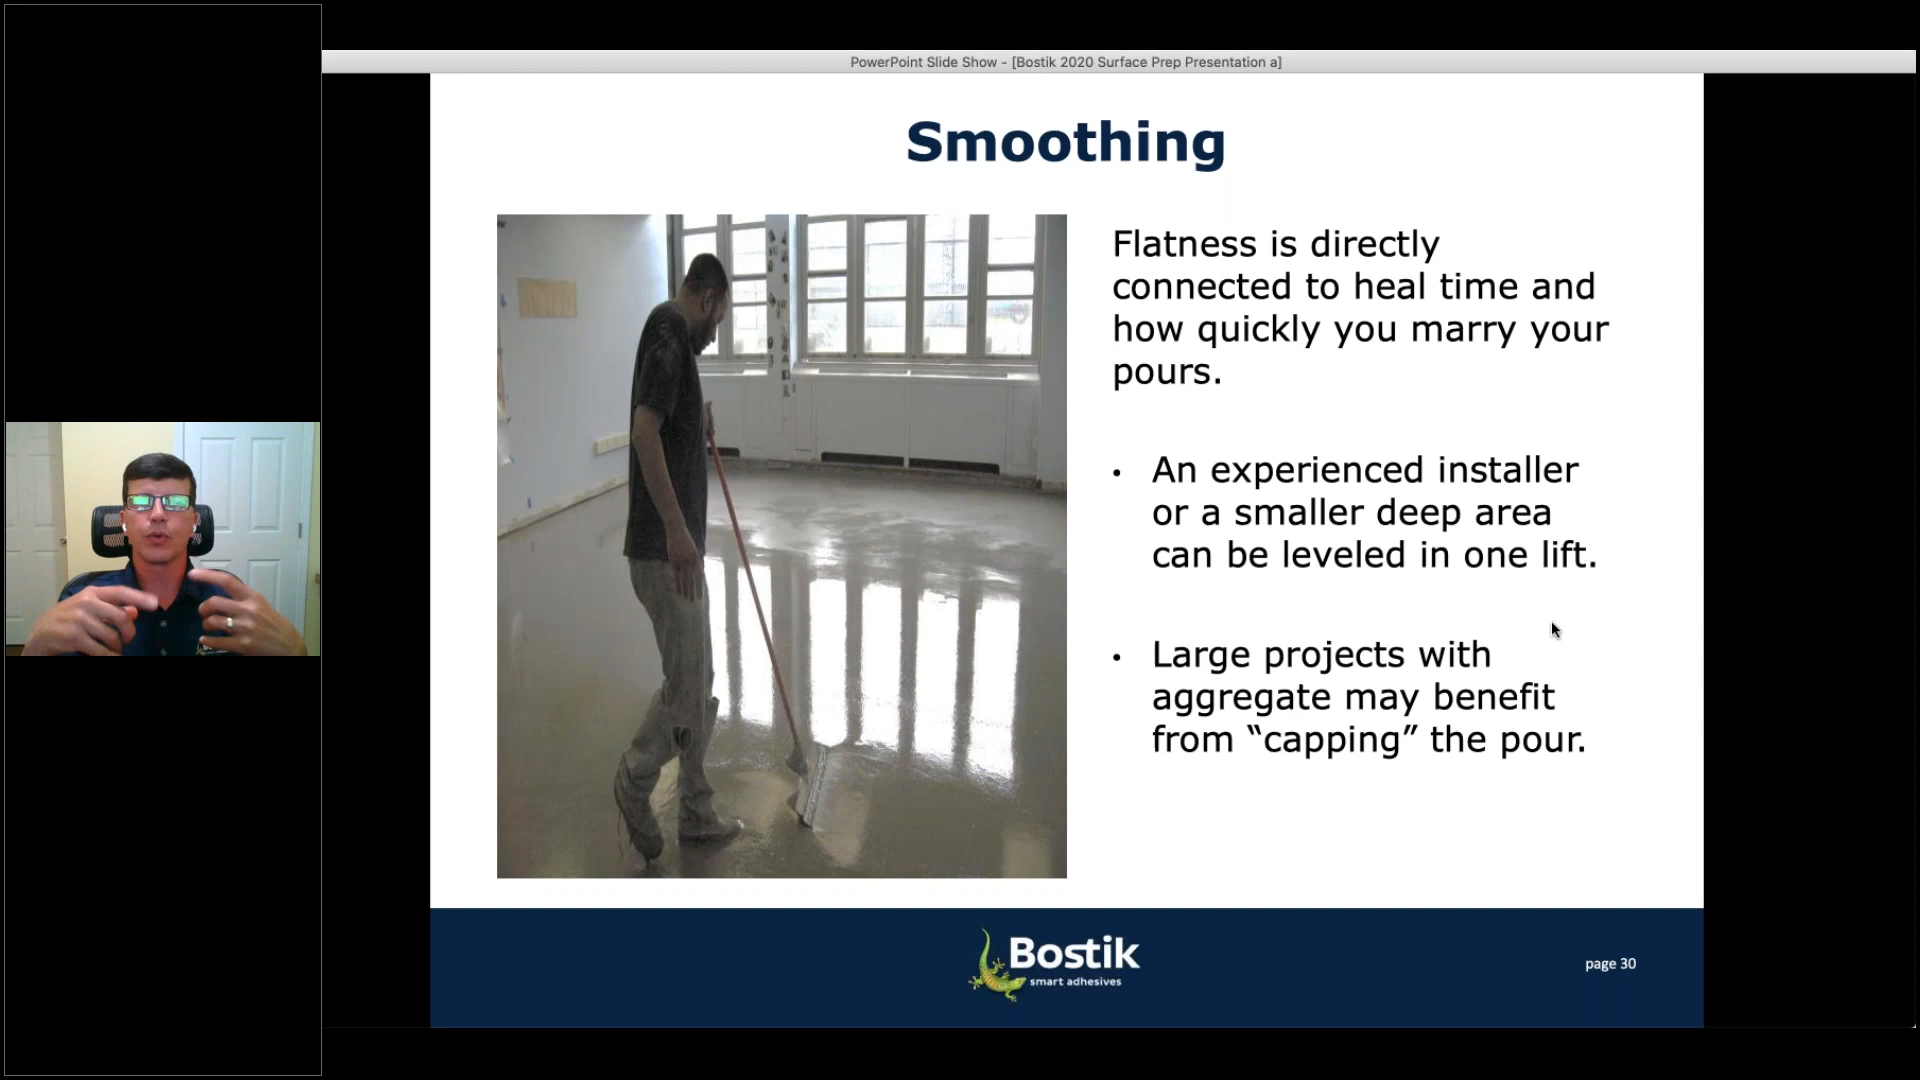 PowerPoint Slide Show - [Bostik 2020 Surface Prep Presentation a]
Smoothing
Flatness is directly
connected to heal time and
how quickly you marry your
pours.
• An experienced installer
or a smaller deep area
can be leveled in one lift.
• Large projects with
aggregate may benefit
from “capping” the pour.
Bostik
smart adhesives
page 30